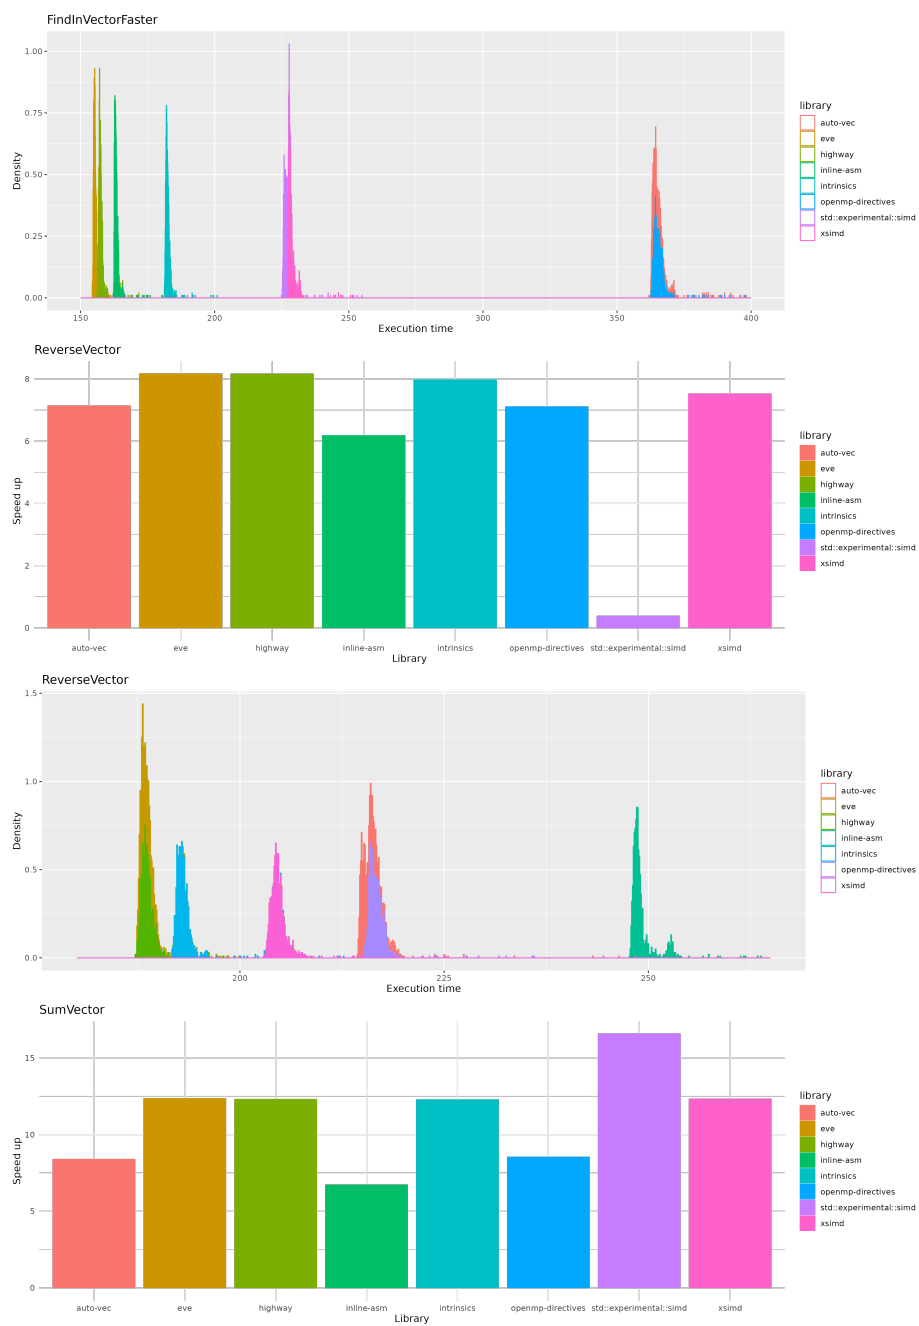 FindInVectorFaster
1.00
0.75
0.50
0.25
0.00
Density
150 200 250 300 350 400
Execution time
library
auto-vec
eve
highway
inline-asm
intrinsics
openmp-directives
std::experimental::simd
xsimd
ReverseVector
8
6
4
2
0
Speed up
auto-vec eve highway inline-asm intrinsics openmp-directives std::experimental::simd xsimd
Library
library
auto-vec
eve
highway
inline-asm
intrinsics
openmp-directives
std::experimental::simd
xsimd
ReverseVector
1.5
1.0
0.5
0.0
Density
200 225 250
Execution time
library
auto-vec
eve
highway
inline-asm
intrinsics
openmp-directives
xsimd
SumVector
15
10
5
0
Speed up
auto-vec eve highway inline-asm intrinsics openmp-directives std::experimental::simd xsimd
Library
library
auto-vec
eve
highway
inline-asm
intrinsics
openmp-directives
std::experimental::simd
xsimd